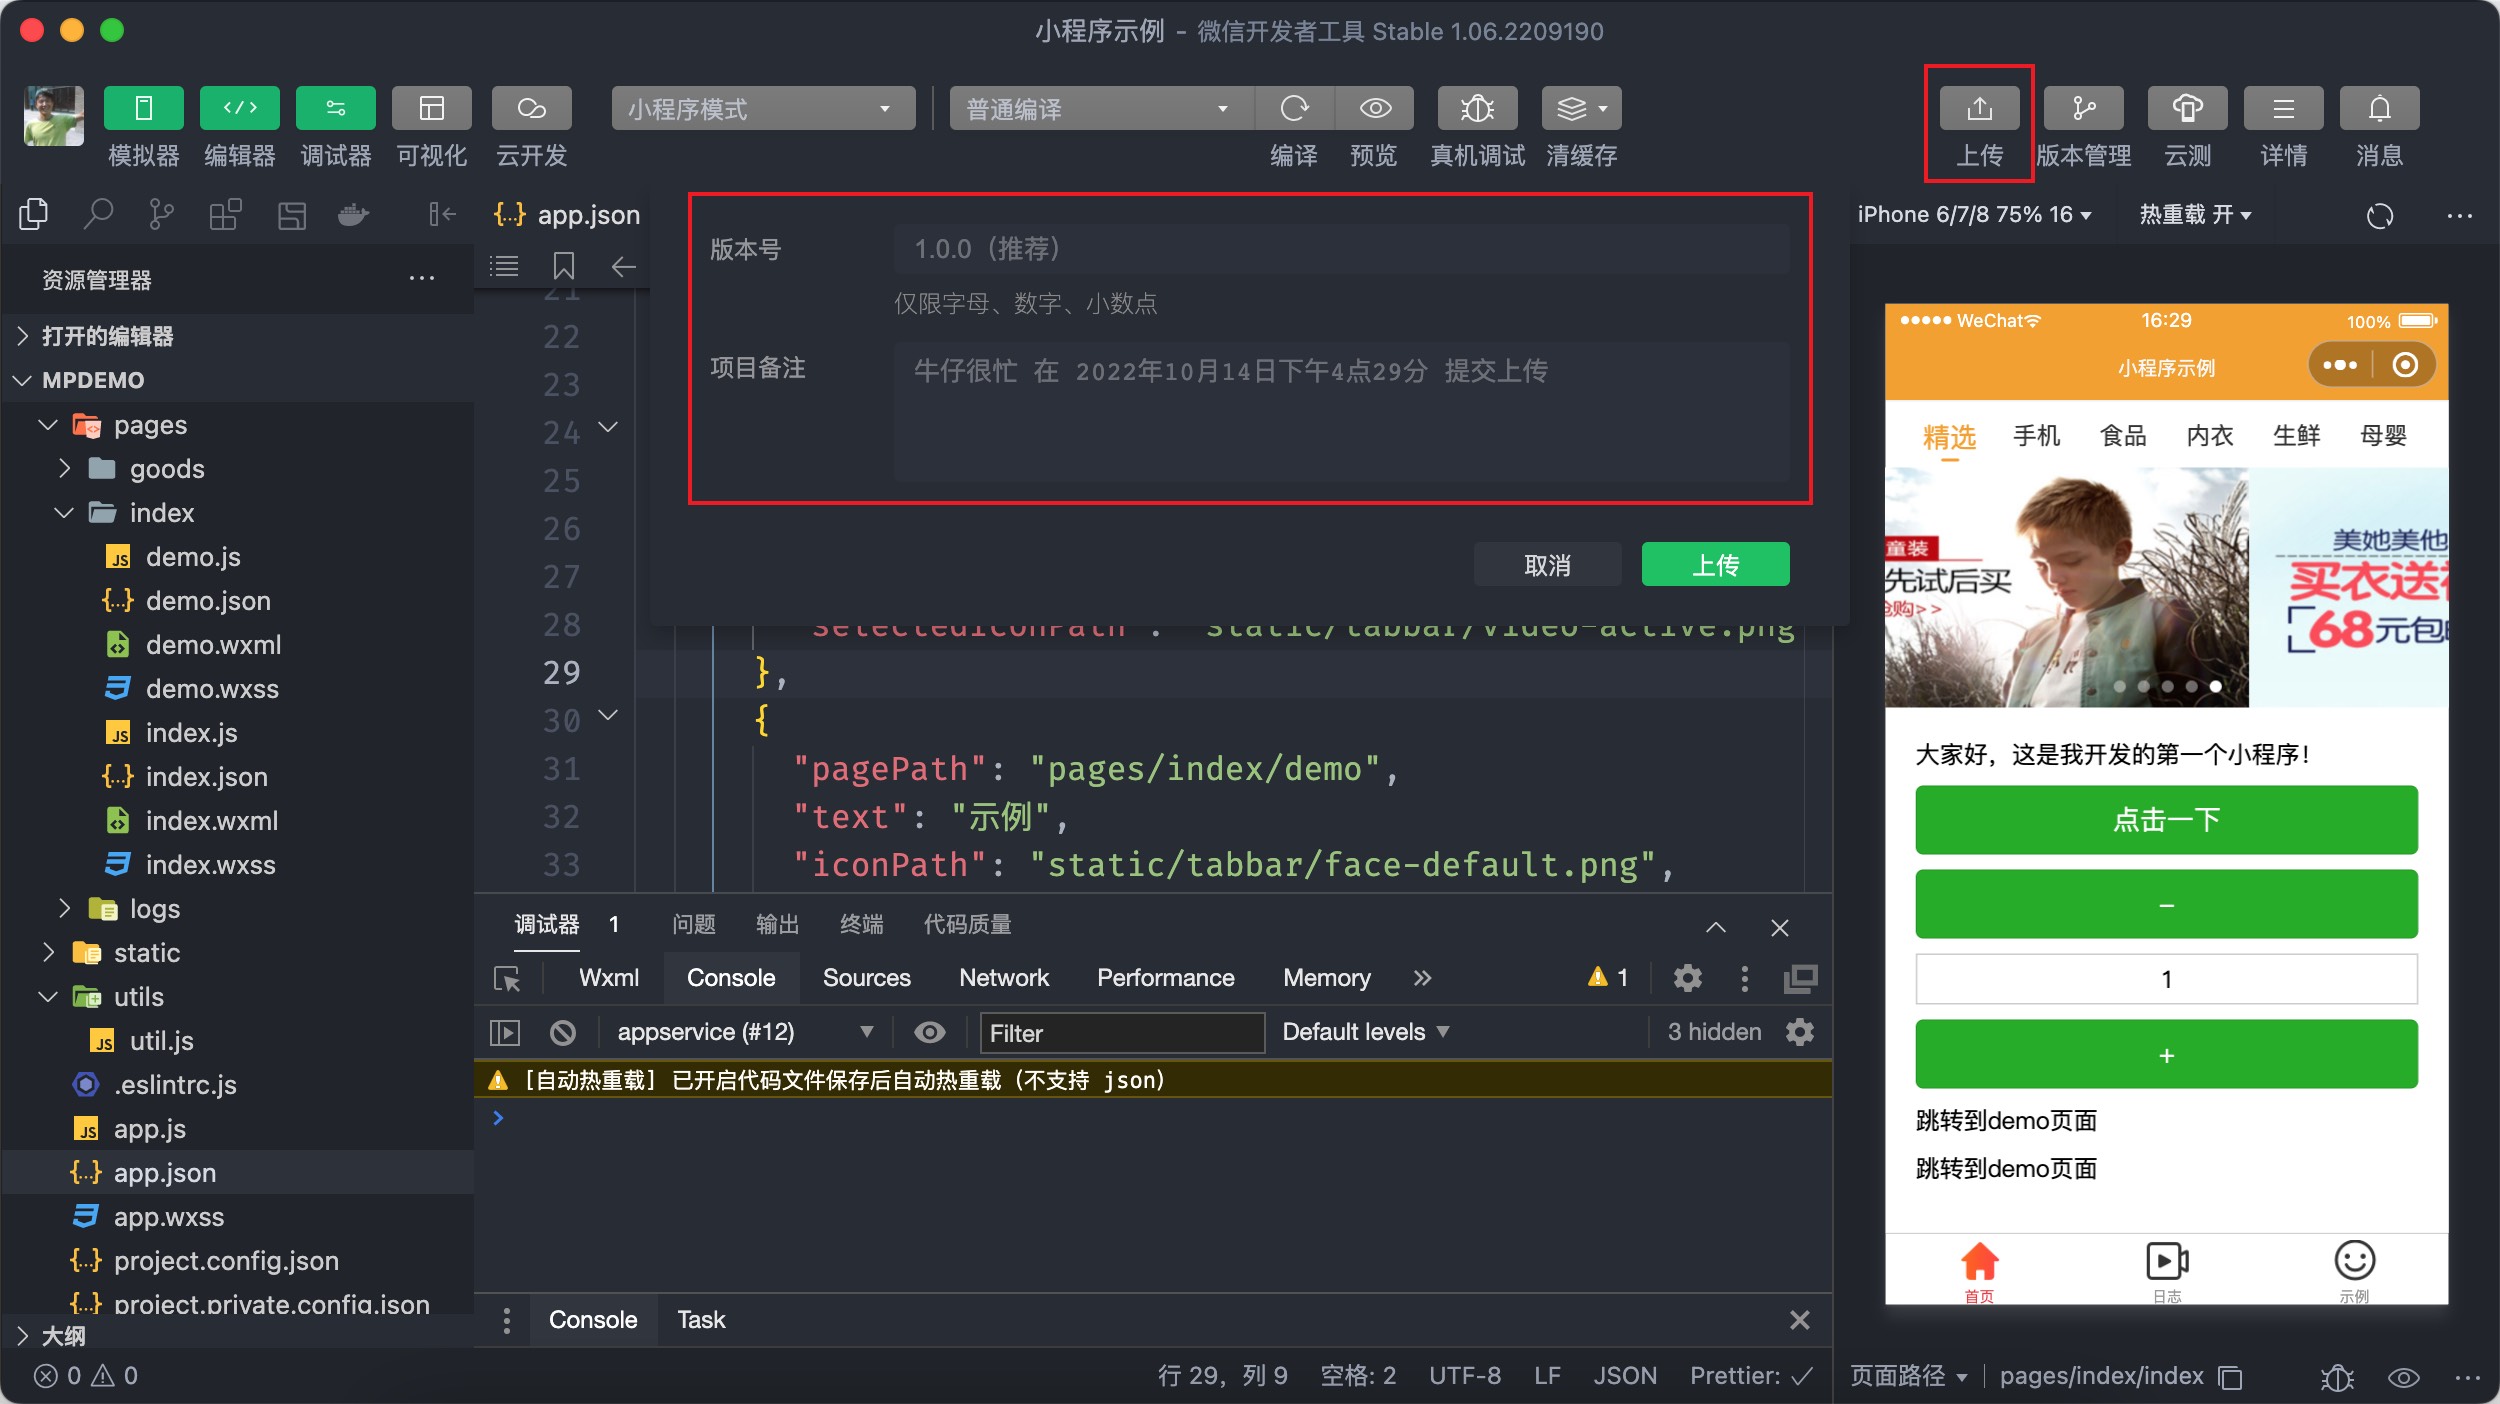 小程序示例 - 微信开发者工具 Stable 1.06.2209190
模拟器 编辑器 调试器 可视化 云开发
小程序模式
普通编译
编译 预览 真机调试 清缓存
上传 版本管理 云测 详情 消息
{..} app.json
iPhone 6/7/8 75% 16
热重载 开
资源管理器
打开的编辑器
MPDEMO
pages
goods
index
JS demo.js
{..} demo.json
demo.wxml
demo.wxss
JS index.js
{..} index.json
index.wxml
index.wxss
logs
static
utils
JS util.js
.eslintrc.js
JS app.js
{..} app.json
app.wxss
{..} project.config.json
{..} project.private.config.json
大纲
0 0
版本号
1.0.0（推荐）
仅限字母、数字、小数点
项目备注
牛仔很忙 在 2022年10月14日下午4点29分 提交上传
取消
上传
21
22
23
24
25
26
27
28 "selectedIconPath": "static/tabbar/video-active.png
29 },
30 {
31 "pagePath": "pages/index/demo",
32 "text": "示例",
33 "iconPath": "static/tabbar/face-default.png",
调试器 1 问题 输出 终端 代码质量
Wxml Console Sources Network Performance Memory » 1
appservice (#12)
Filter
Default levels
3 hidden
[自动热重载] 已开启代码文件保存后自动热重载（不支持 json）
Console Task
行 29，列 9 空格: 2 UTF-8 LF JSON Prettier: ✓
WeChat
16:29
100%
小程序示例
精选 手机 食品 内衣 生鲜 母婴
童装
先试后买
抢购>>
美她美他
买衣送
68元包
大家好，这是我开发的第一个小程序！
点击一下
–
1
+
跳转到demo页面
跳转到demo页面
首页 日志 示例
页面路径
pages/index/index